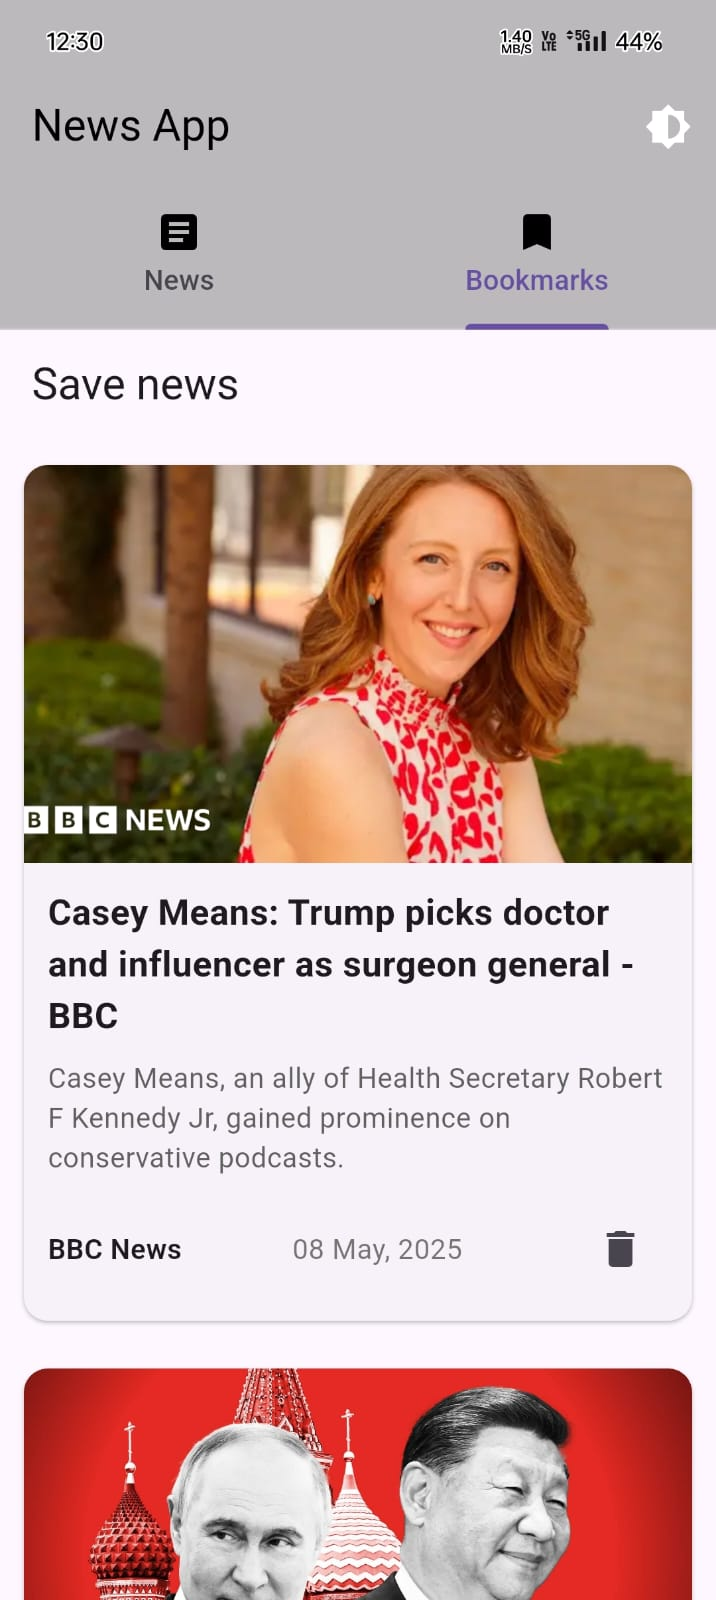 12:30 1.40 MB/S Vo LTE 5G 44%
News App
News Bookmarks
Save news
BBC NEWS
Casey Means: Trump picks doctor
and influencer as surgeon general -
BBC
Casey Means, an ally of Health Secretary Robert
F Kennedy Jr, gained prominence on
conservative podcasts.
BBC News 08 May, 2025